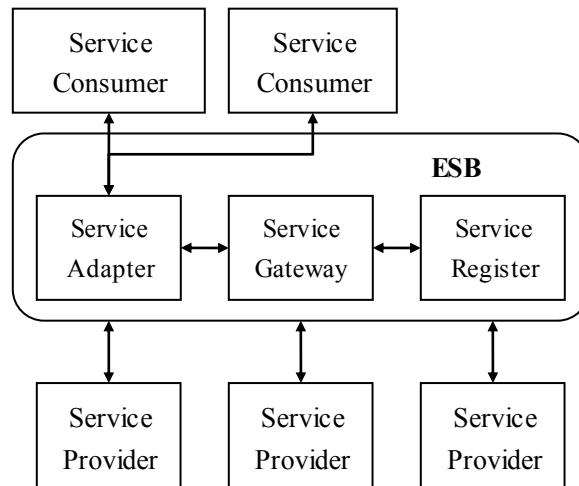 Service
Consumer
Service
Consumer
ESB
Service
Adapter
Service
Gateway
Service
Register
Service
Provider
Service
Provider
Service
Provider